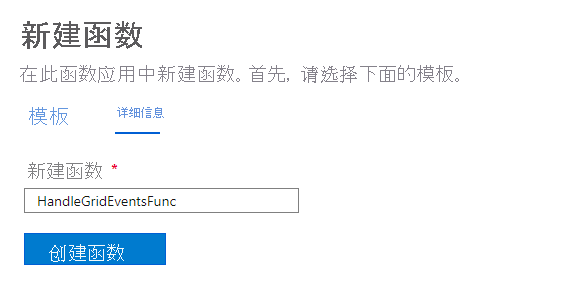 新建函数
在此函数应用中新建函数。首先, 请选择下面的模板。
模板 详细信息
新建函数 *
HandleGridEventsFunc
创建函数